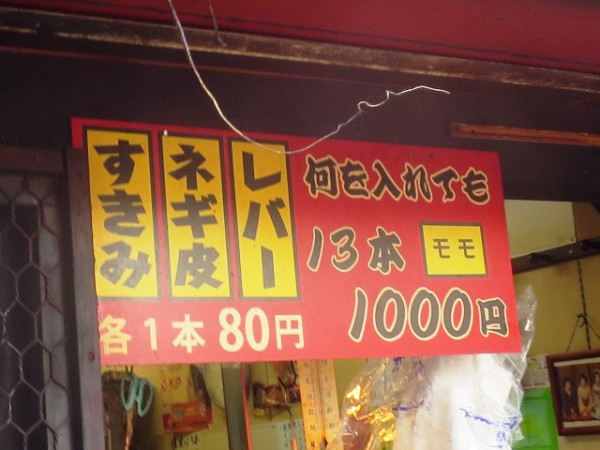 レバー
ネギ皮
すきみ
各1本80円
何を入れても
13本
モモ
1000円